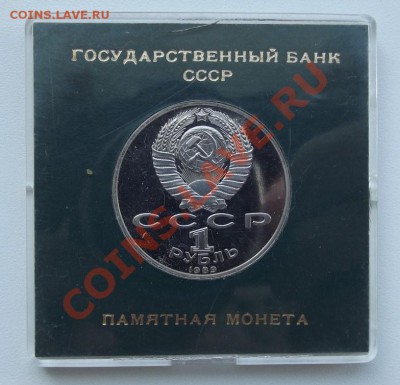 COINS.LAVE.RU
ГОСУДАРСТВЕННЫЙ БАНК
СССР
СССР
1
РУБЛЬ
1989
ПАМЯТНАЯ МОНЕТА
COINS.LAVE.RU